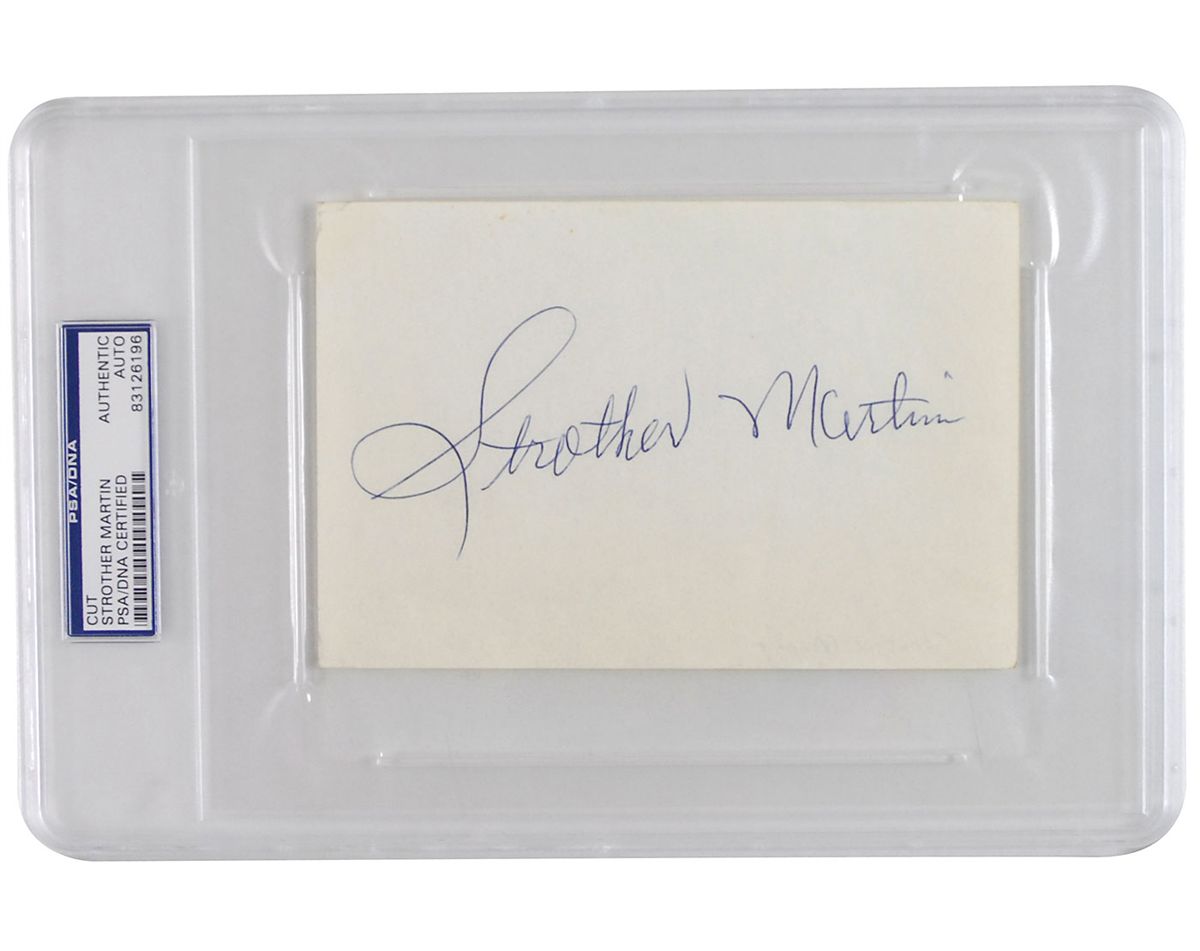 PSA/DNA
CUT
STROTHER MARTIN
PSA/DNA CERTIFIED
AUTHENTIC
AUTO
83126196
Strother Martin